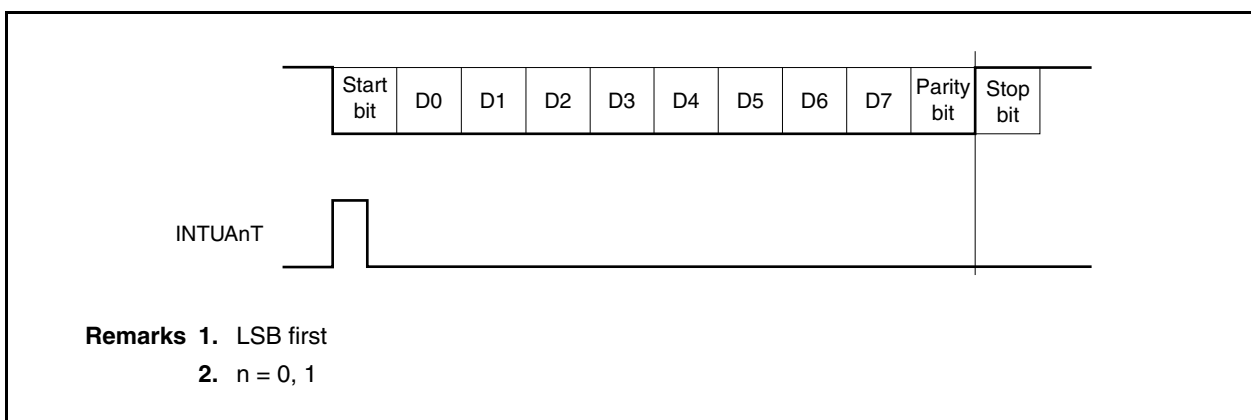 Start bit D0 D1 D2 D3 D4 D5 D6 D7 Parity bit Stop bit
INTUAnT
Remarks 1. LSB first
2. n = 0, 1